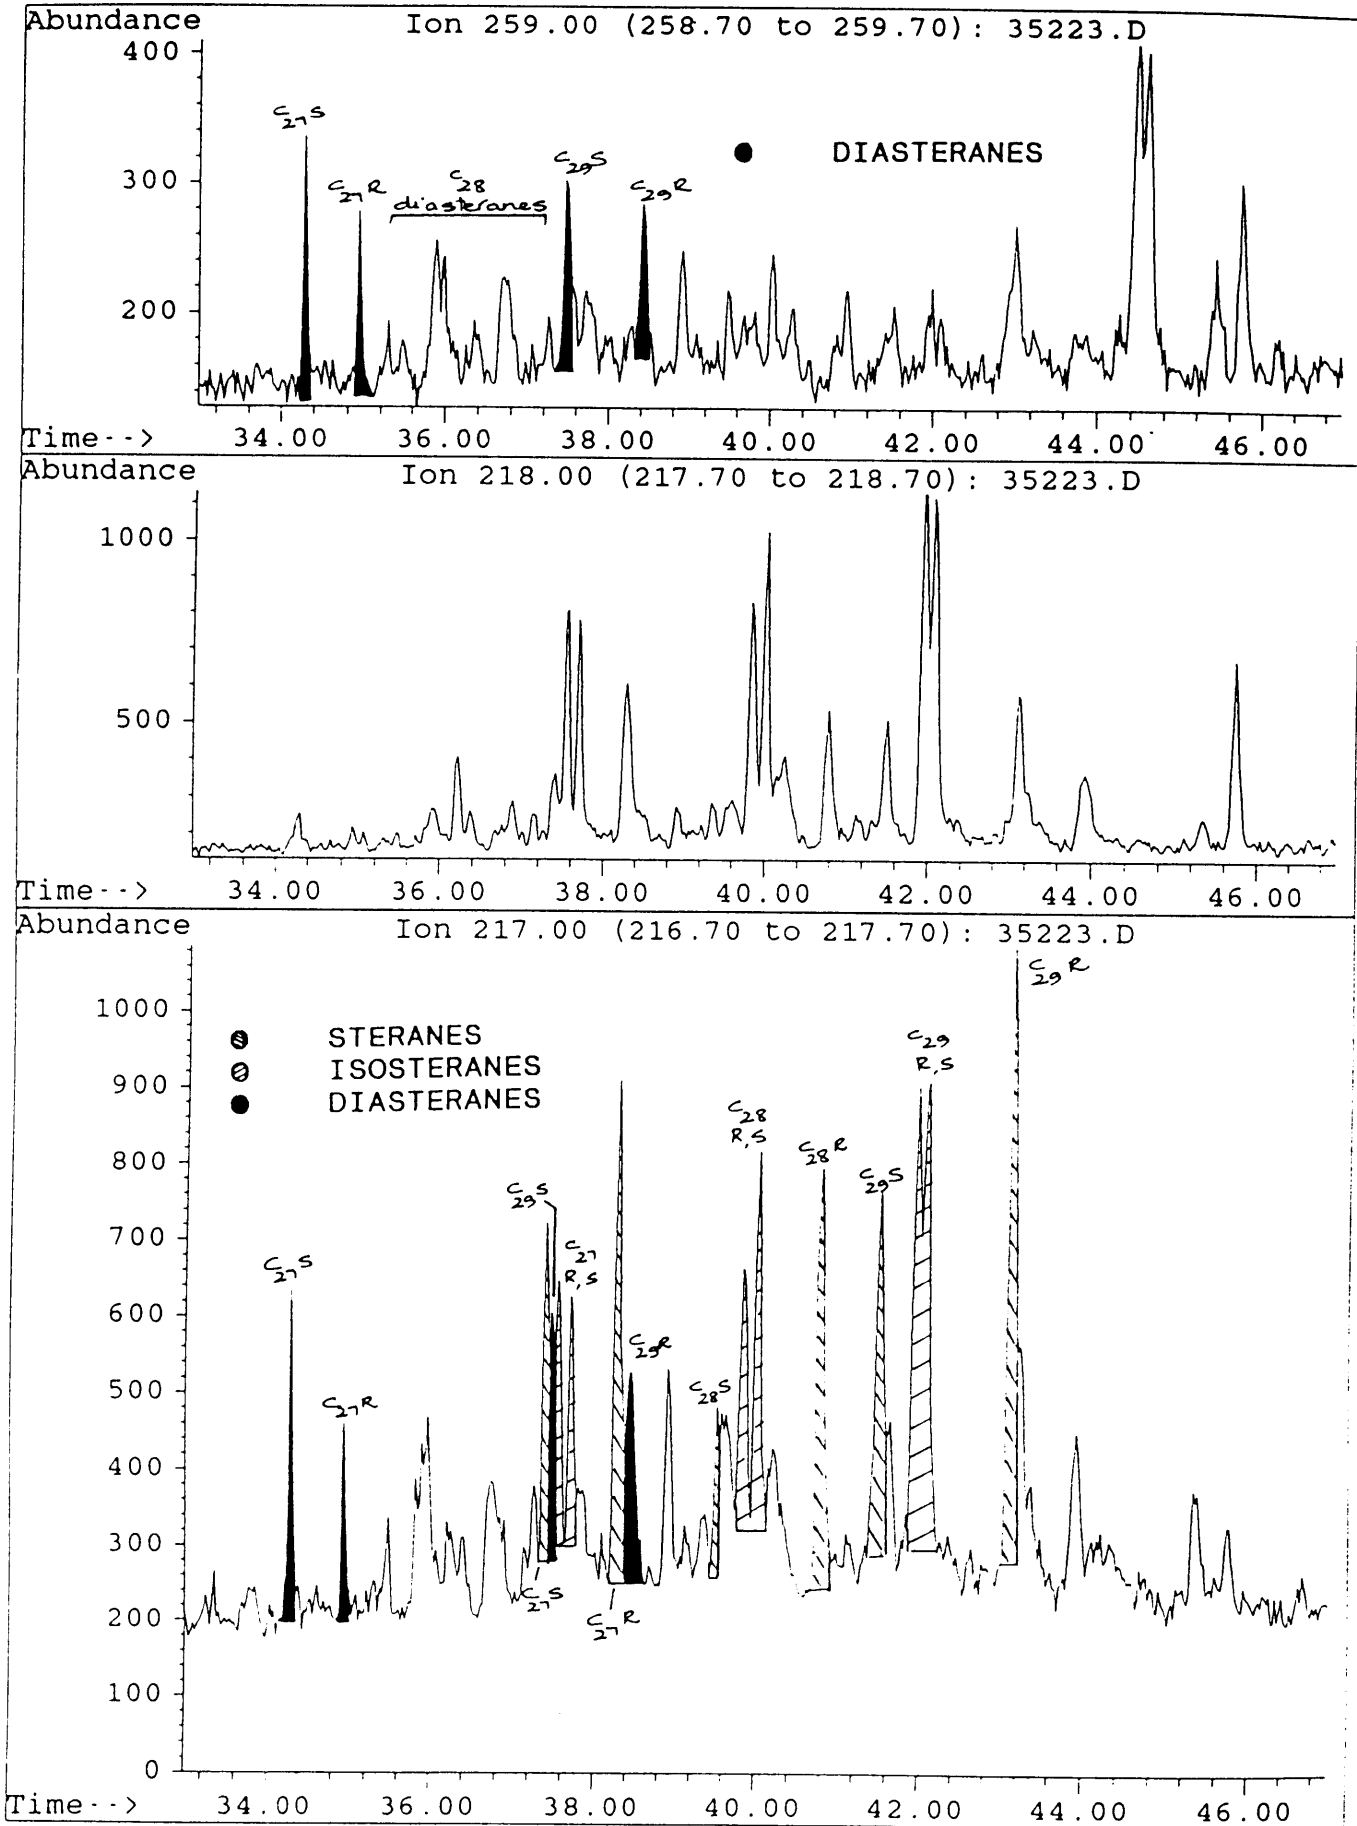 Abundance Ion 259.00 (258.70 to 259.70): 35223.D
400
300
200
C27S
C27R
C28
diasteranes
C29S
C29R
● DIASTERANES
Time--> 34.00 36.00 38.00 40.00 42.00 44.00 46.00
Abundance Ion 218.00 (217.70 to 218.70): 35223.D
1000
500
Time--> 34.00 36.00 38.00 40.00 42.00 44.00 46.00
Abundance Ion 217.00 (216.70 to 217.70): 35223.D
1000
900
800
700
600
500
400
300
200
100
0
STERANES
ISOSTERANES
● DIASTERANES
C27S
C27R
C29S
C27
R,S
C27S
C27R
C29R
C28S
C28
R,S
C28R
C29S
C29
R,S
C29R
Time--> 34.00 36.00 38.00 40.00 42.00 44.00 46.00